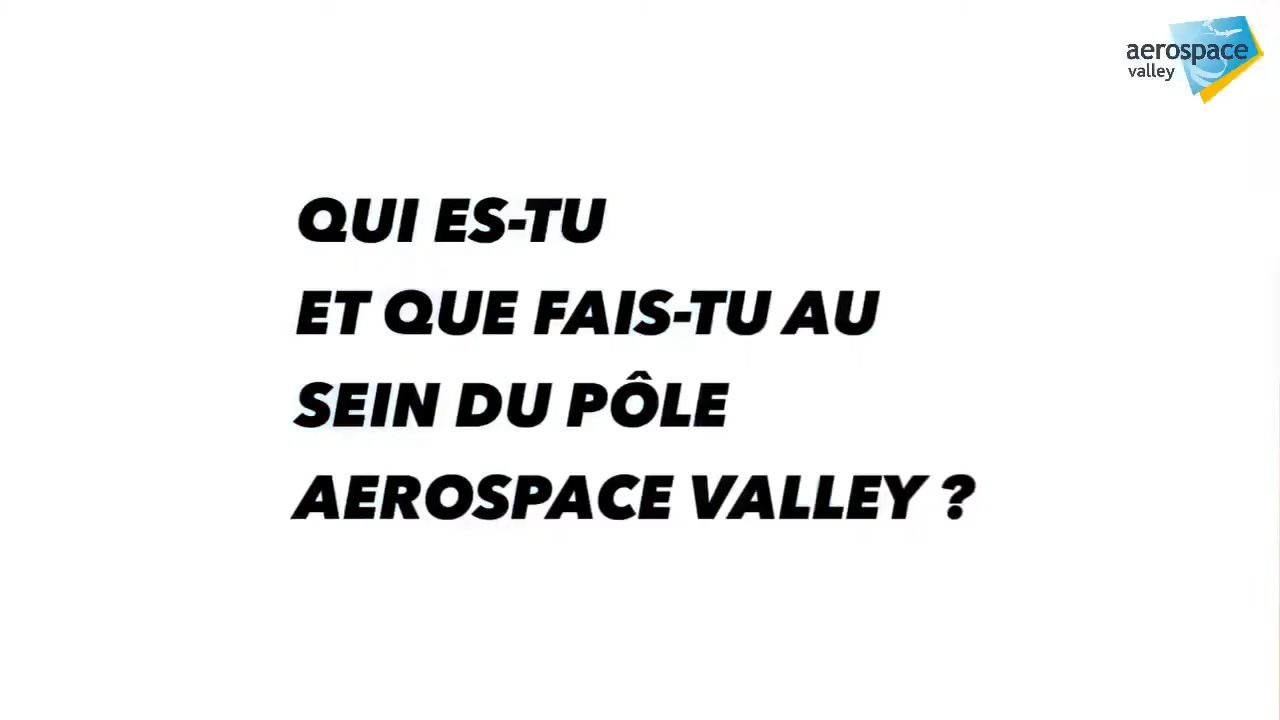 aerospace
valley
QUI ES-TU
ET QUE FAIS-TU AU
SEIN DU PÔLE
AEROSPACE VALLEY ?